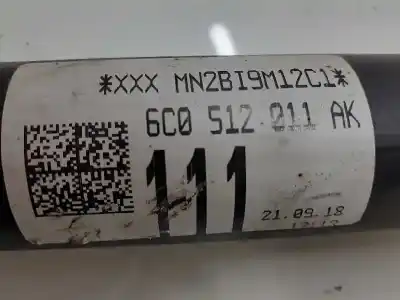 *XXX MN2BI9M12C1*
6C0 512 011 AK
111
21.09.18